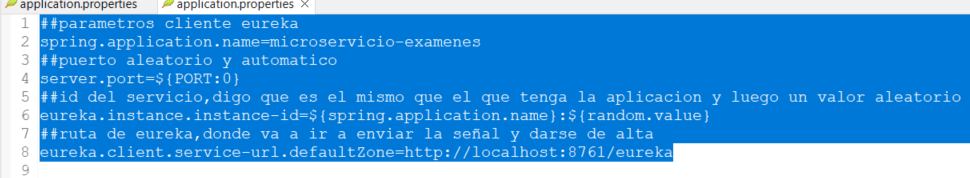 application.properties application.properties
1 ##parametros cliente eureka
2 spring.application.name=microservicio-examenes
3 ##puerto aleatorio y automatico
4 server.port=${PORT:0}
5 ##id del servicio,digo que es el mismo que el que tenga la aplicacion y luego un valor aleatorio
6 eureka.instance.instance-id=${spring.application.name}:${random.value}
7 ##ruta de eureka,donde va a ir a enviar la señal y darse de alta
8 eureka.client.service-url.defaultZone=http://localhost:8761/eureka
9